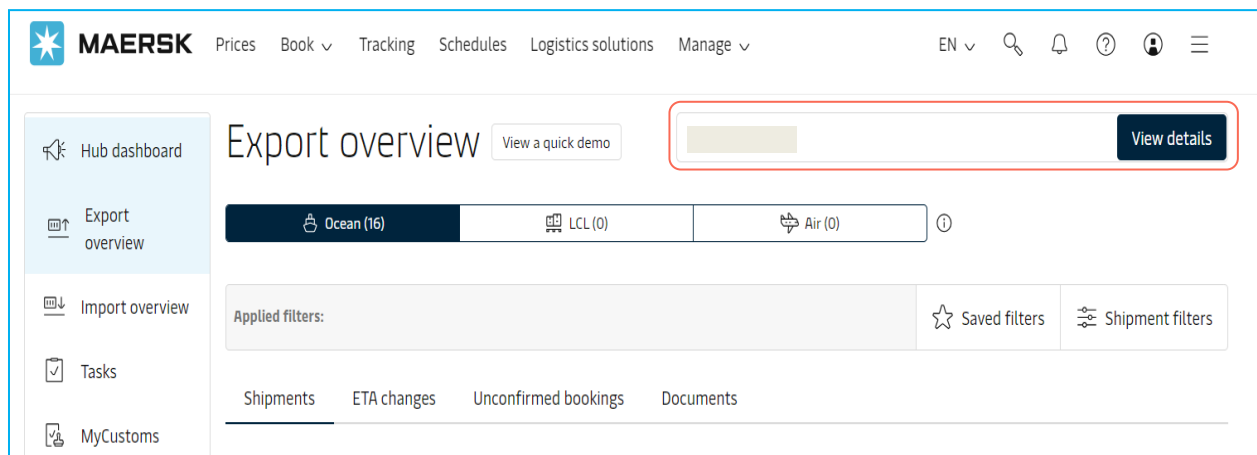 MAERSK Prices Book Tracking Schedules Logistics solutions Manage EN
Hub dashboard
Export
overview
Import overview
Tasks
MyCustoms
Export overview View a quick demo View details
Ocean (16) LCL (0) Air (0)
Applied filters: Saved filters Shipment filters
Shipments ETA changes Unconfirmed bookings Documents